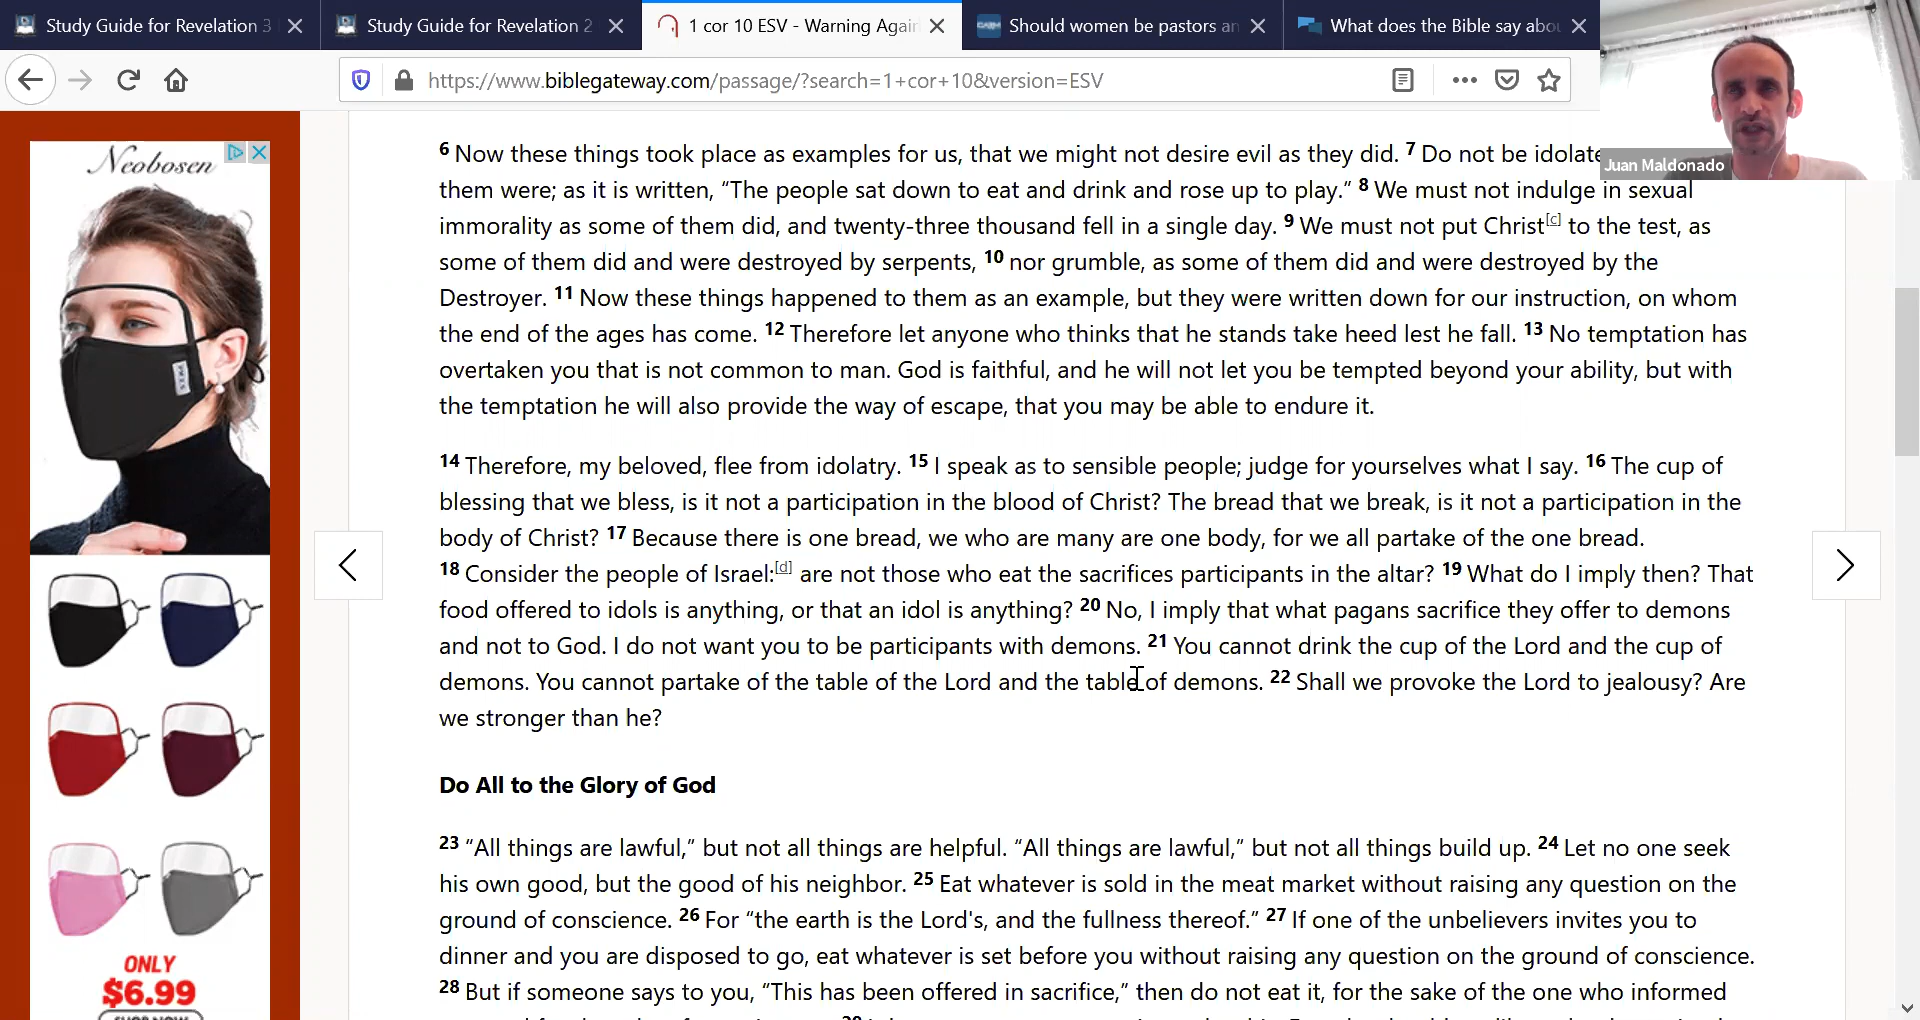 Study Guide for Revelation 3
Study Guide for Revelation 2
1 cor 10 ESV - Warning Again
Should women be pastors an
What does the Bible say abou
https://www.biblegateway.com/passage/?search=1+cor+10&version=ESV
Juan Maldonado
Neobosen
6 Now these things took place as examples for us, that we might not desire evil as they did. 7 Do not be idolate
them were; as it is written, “The people sat down to eat and drink and rose up to play.” 8 We must not indulge in sexual
immorality as some of them did, and twenty-three thousand fell in a single day. 9 We must not put Christ[c] to the test, as
some of them did and were destroyed by serpents, 10 nor grumble, as some of them did and were destroyed by the
Destroyer. 11 Now these things happened to them as an example, but they were written down for our instruction, on whom
the end of the ages has come. 12 Therefore let anyone who thinks that he stands take heed lest he fall. 13 No temptation has
overtaken you that is not common to man. God is faithful, and he will not let you be tempted beyond your ability, but with
the temptation he will also provide the way of escape, that you may be able to endure it.
14 Therefore, my beloved, flee from idolatry. 15 I speak as to sensible people; judge for yourselves what I say. 16 The cup of
blessing that we bless, is it not a participation in the blood of Christ? The bread that we break, is it not a participation in the
body of Christ? 17 Because there is one bread, we who are many are one body, for we all partake of the one bread.
18 Consider the people of Israel:[d] are not those who eat the sacrifices participants in the altar? 19 What do I imply then? That
food offered to idols is anything, or that an idol is anything? 20 No, I imply that what pagans sacrifice they offer to demons
and not to God. I do not want you to be participants with demons. 21 You cannot drink the cup of the Lord and the cup of
demons. You cannot partake of the table of the Lord and the table of demons. 22 Shall we provoke the Lord to jealousy? Are
we stronger than he?
Do All to the Glory of God
23 “All things are lawful,” but not all things are helpful. “All things are lawful,” but not all things build up. 24 Let no one seek
his own good, but the good of his neighbor. 25 Eat whatever is sold in the meat market without raising any question on the
ground of conscience. 26 For “the earth is the Lord's, and the fullness thereof.” 27 If one of the unbelievers invites you to
dinner and you are disposed to go, eat whatever is set before you without raising any question on the ground of conscience.
28 But if someone says to you, “This has been offered in sacrifice,” then do not eat it, for the sake of the one who informed
ONLY
$6.99
SHOP NOW